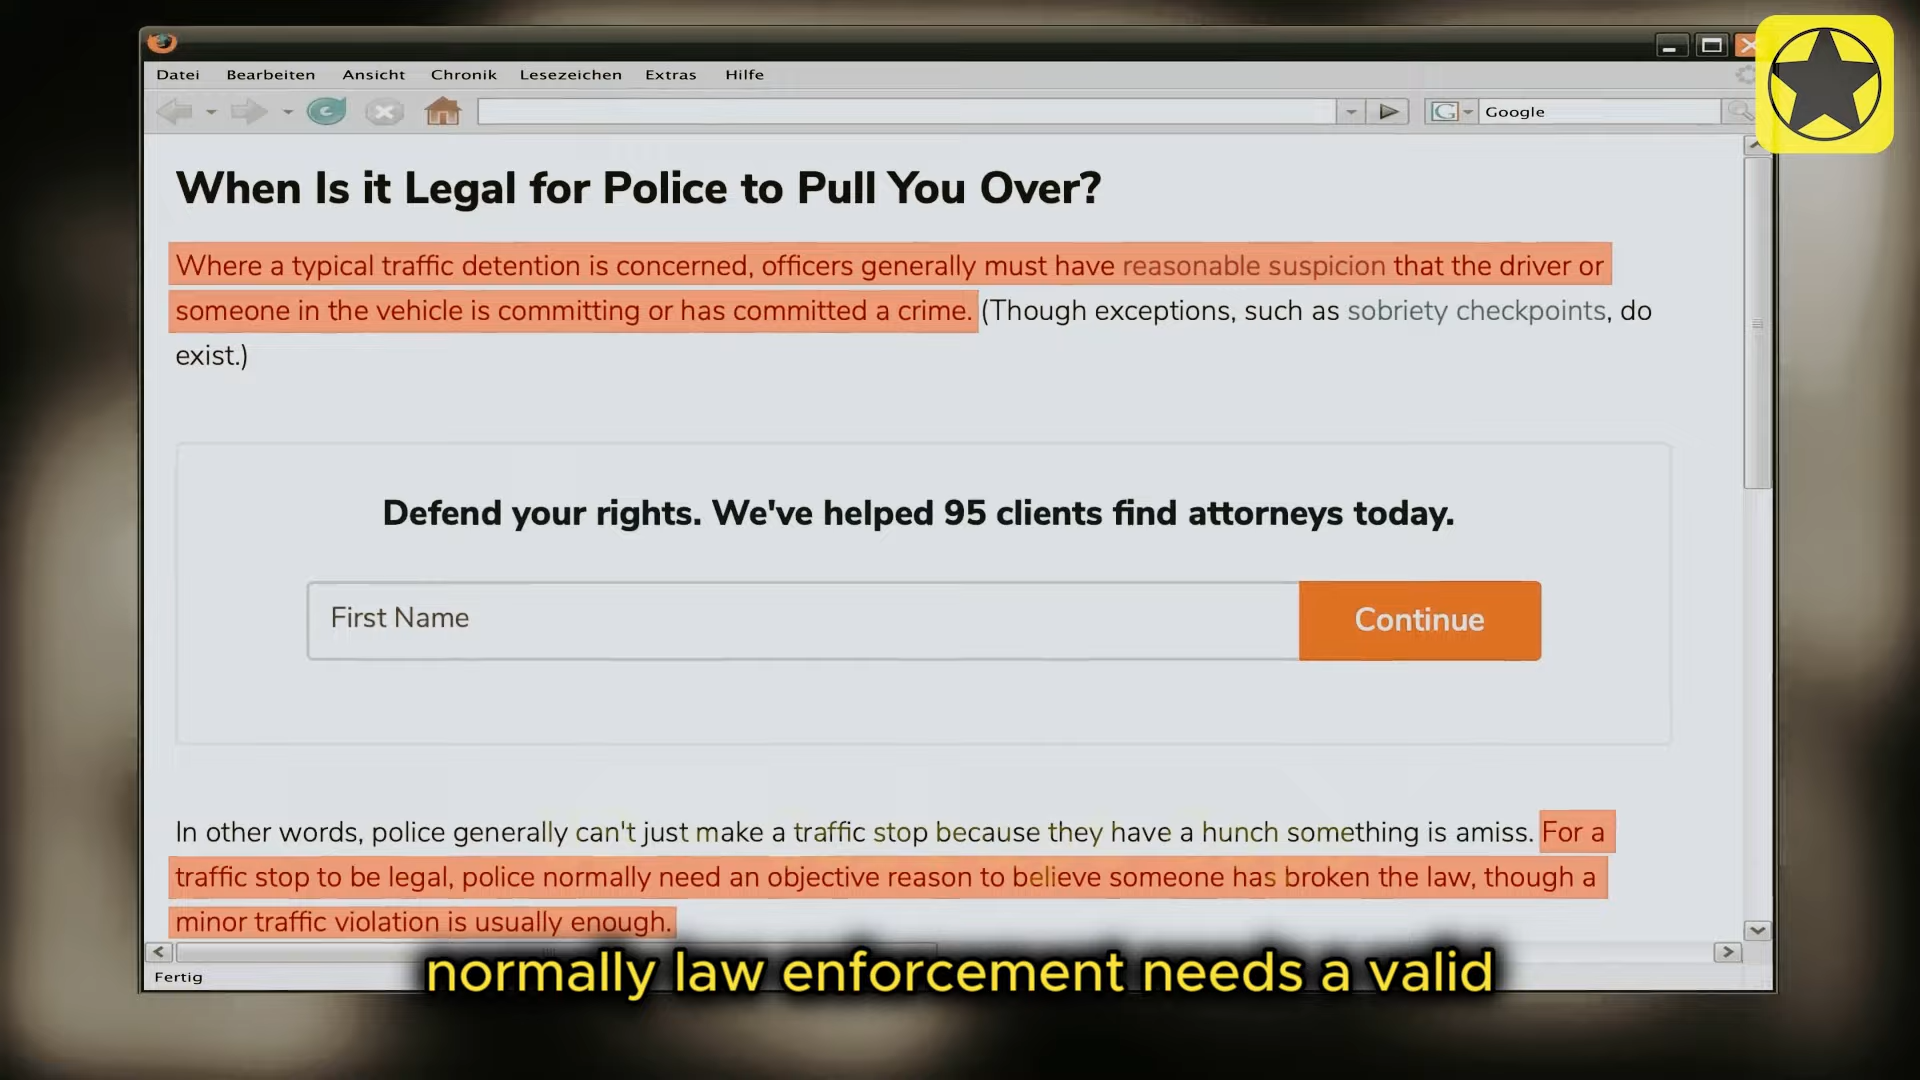 Datei Bearbeiten Ansicht Chronik Lesezeichen Extras Hilfe
Google
When Is it Legal for Police to Pull You Over?
Where a typical traffic detention is concerned, officers generally must have reasonable suspicion that the driver or
someone in the vehicle is committing or has committed a crime. (Though exceptions, such as sobriety checkpoints, do
exist.)
Defend your rights. We've helped 95 clients find attorneys today.
First Name
Continue
In other words, police generally can't just make a traffic stop because they have a hunch something is amiss. For a
traffic stop to be legal, police normally need an objective reason to believe someone has broken the law, though a
minor traffic violation is usually enough.
Fertig
normally law enforcement needs a valid